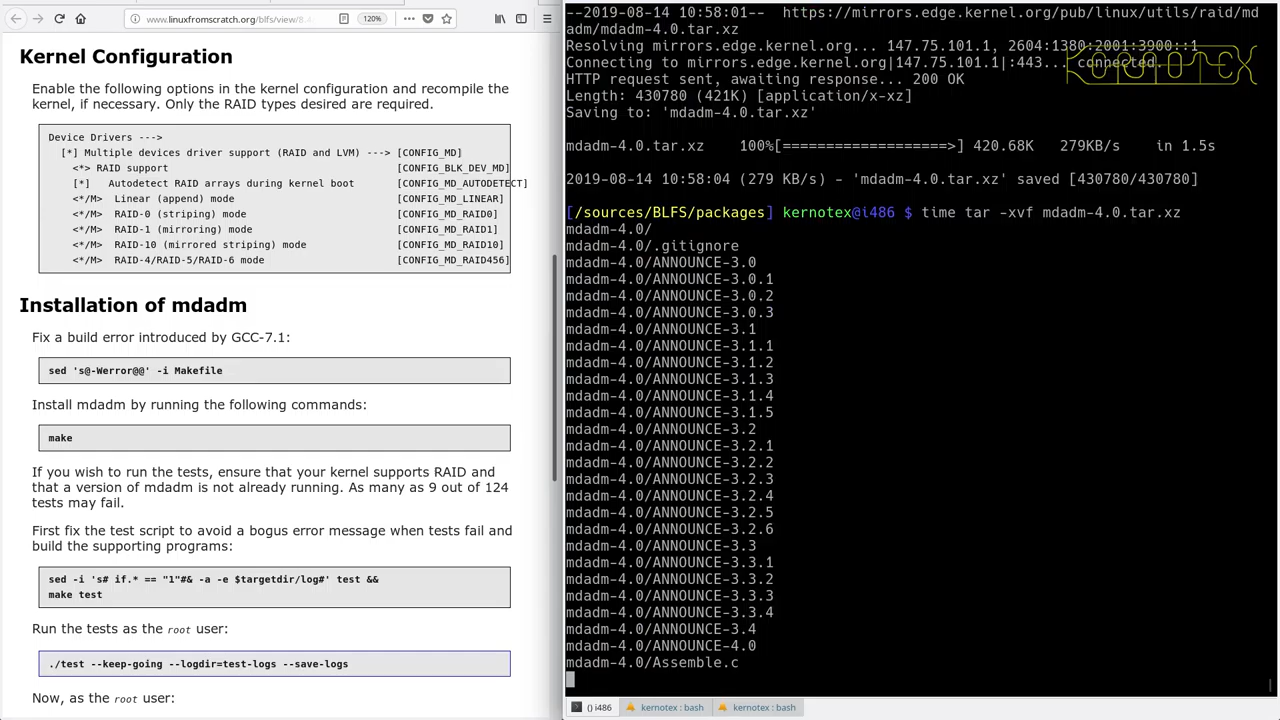 www.linuxfromscratch.org/blfs/view/8.4
120%
Kernel Configuration
Enable the following options in the kernel configuration and recompile the
kernel, if necessary. Only the RAID types desired are required.
Device Drivers --->
[*] Multiple devices driver support (RAID and LVM) ---> [CONFIG_MD]
<*> RAID support [CONFIG_BLK_DEV_MD]
[*] Autodetect RAID arrays during kernel boot [CONFIG_MD_AUTODETECT]
<*/M> Linear (append) mode [CONFIG_MD_LINEAR]
<*/M> RAID-0 (striping) mode [CONFIG_MD_RAID0]
<*/M> RAID-1 (mirroring) mode [CONFIG_MD_RAID1]
<*/M> RAID-10 (mirrored striping) mode [CONFIG_MD_RAID10]
<*/M> RAID-4/RAID-5/RAID-6 mode [CONFIG_MD_RAID456]
Installation of mdadm
Fix a build error introduced by GCC-7.1:
sed 's@-Werror@@' -i Makefile
Install mdadm by running the following commands:
make
If you wish to run the tests, ensure that your kernel supports RAID and
that a version of mdadm is not already running. As many as 9 out of 124
tests may fail.
First fix the test script to avoid a bogus error message when tests fail and
build the supporting programs:
sed -i 's# if.* == "1"#& -a -e $targetdir/log#' test &&
make test
Run the tests as the root user:
./test --keep-going --logdir=test-logs --save-logs
Now, as the root user:
--2019-08-14 10:58:01-- https://mirrors.edge.kernel.org/pub/linux/utils/raid/md
adm/mdadm-4.0.tar.xz
Resolving mirrors.edge.kernel.org... 147.75.101.1, 2604:1380:2001:3900::1
Connecting to mirrors.edge.kernel.org|147.75.101.1|:443... connected.
HTTP request sent, awaiting response... 200 OK
Length: 430780 (421K) [application/x-xz]
Saving to: 'mdadm-4.0.tar.xz'
mdadm-4.0.tar.xz 100%[===================>] 420.68K 279KB/s in 1.5s
2019-08-14 10:58:04 (279 KB/s) - 'mdadm-4.0.tar.xz' saved [430780/430780]
[/sources/BLFS/packages] kernotex@i486 $ time tar -xvf mdadm-4.0.tar.xz
mdadm-4.0/
mdadm-4.0/.gitignore
mdadm-4.0/ANNOUNCE-3.0
mdadm-4.0/ANNOUNCE-3.0.1
mdadm-4.0/ANNOUNCE-3.0.2
mdadm-4.0/ANNOUNCE-3.0.3
mdadm-4.0/ANNOUNCE-3.1
mdadm-4.0/ANNOUNCE-3.1.1
mdadm-4.0/ANNOUNCE-3.1.2
mdadm-4.0/ANNOUNCE-3.1.3
mdadm-4.0/ANNOUNCE-3.1.4
mdadm-4.0/ANNOUNCE-3.1.5
mdadm-4.0/ANNOUNCE-3.2
mdadm-4.0/ANNOUNCE-3.2.1
mdadm-4.0/ANNOUNCE-3.2.2
mdadm-4.0/ANNOUNCE-3.2.3
mdadm-4.0/ANNOUNCE-3.2.4
mdadm-4.0/ANNOUNCE-3.2.5
mdadm-4.0/ANNOUNCE-3.2.6
mdadm-4.0/ANNOUNCE-3.3
mdadm-4.0/ANNOUNCE-3.3.1
mdadm-4.0/ANNOUNCE-3.3.2
mdadm-4.0/ANNOUNCE-3.3.3
mdadm-4.0/ANNOUNCE-3.3.4
mdadm-4.0/ANNOUNCE-3.4
mdadm-4.0/ANNOUNCE-4.0
mdadm-4.0/Assemble.c
KERNOTEX
() i486
kernotex : bash
kernotex : bash